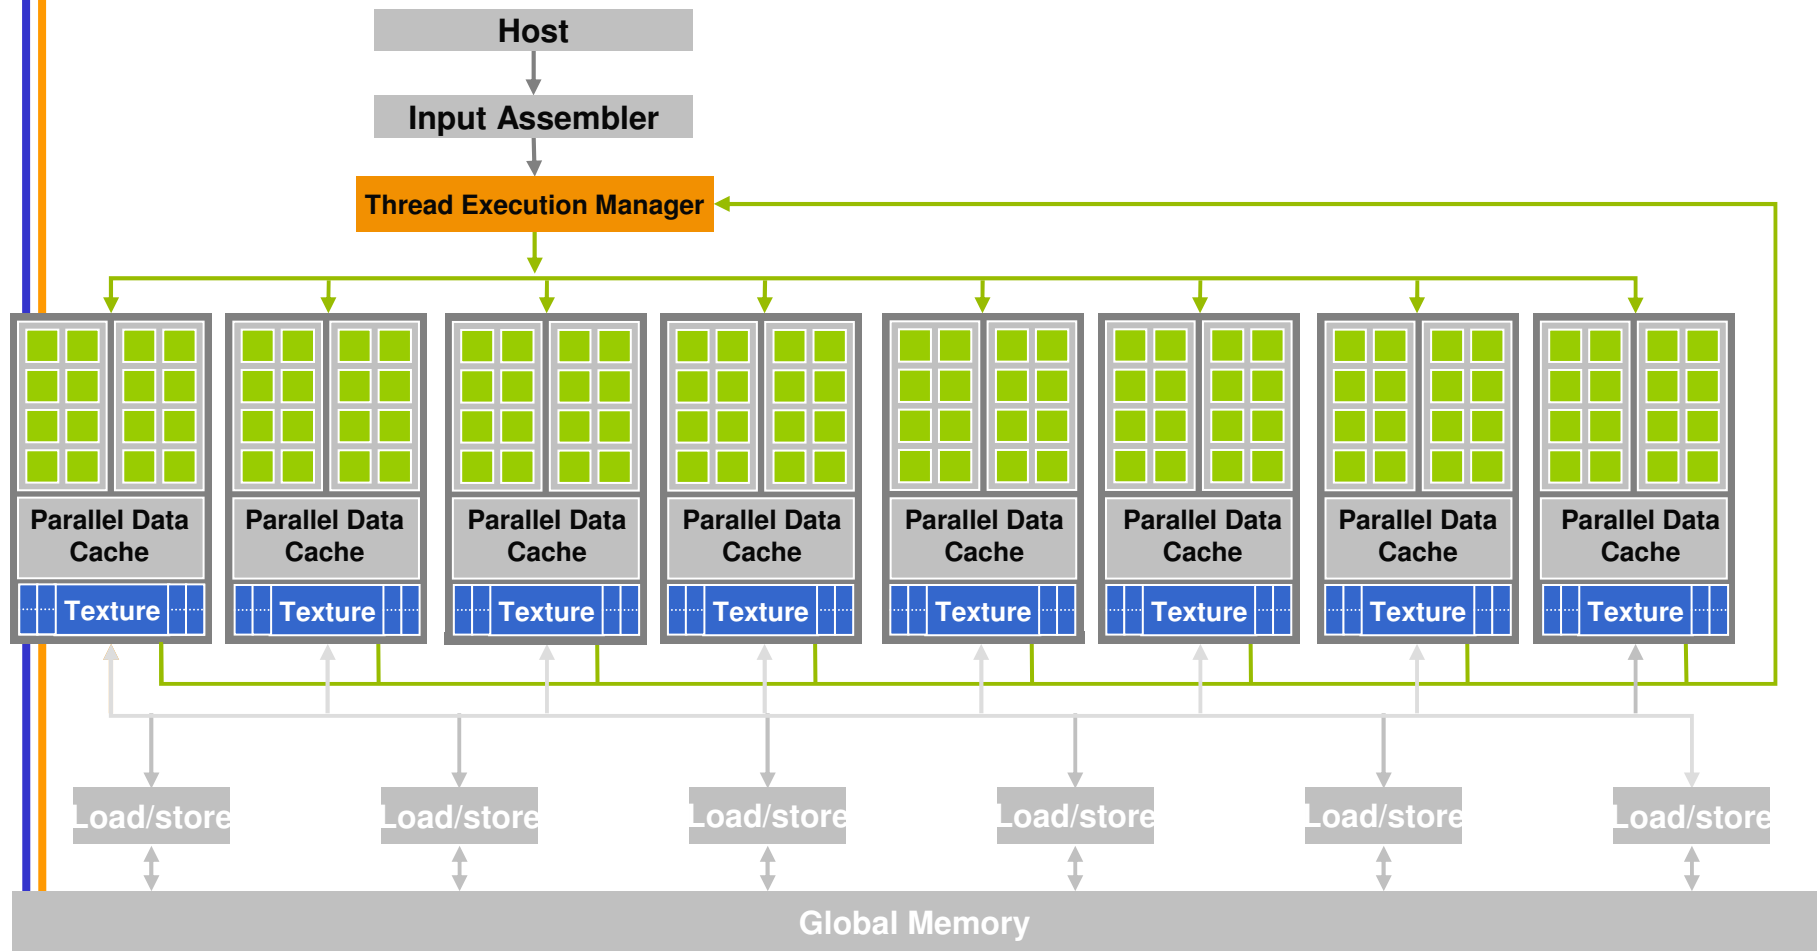 Host
Input Assembler
Thread Execution Manager
Parallel Data Parallel Data Parallel Data Parallel Data Parallel Data Parallel Data Parallel Data Parallel Data
Cache Cache Cache Cache Cache Cache Cache Cache
Texture Texture Texture Texture Texture Texture Texture Texture
Load/store Load/store Load/store Load/store Load/store Load/store
Global Memory